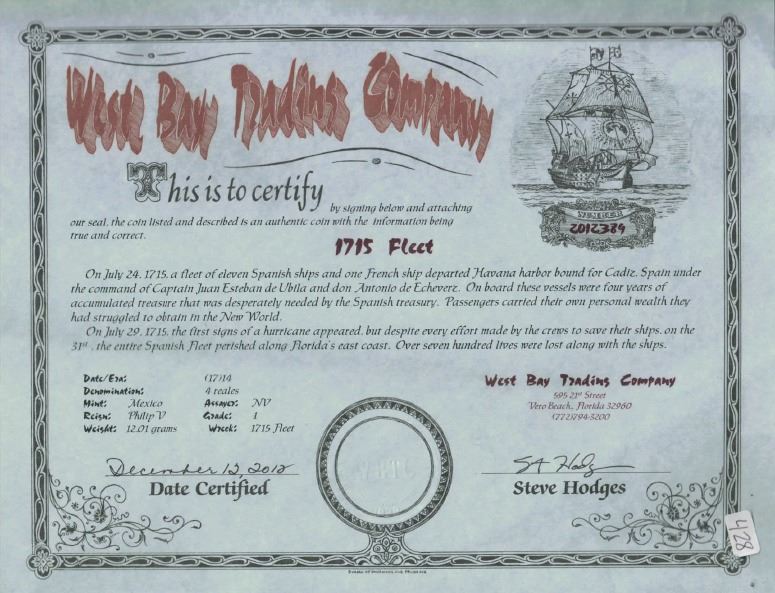 West Bay Trading Company
This is to certify
by signing below and attaching
our seal, the coin listed and described is an authentic coin with the information being
true and correct.
NUMBER
2012389
1715 Fleet
On July 24, 1715, a fleet of eleven Spanish ships and one French ship departed Havana harbor bound for Cadiz, Spain under
the command of Captain Juan Esteban de Ubila and don Antonio de Echeverz. On board these vessels were four years of
accumulated treasure that was desperately needed by the Spanish treasury. Passengers carried their own personal wealth they
had struggled to obtain in the New World.
On July 29, 1715, the first signs of a hurricane appeared, but despite every effort made by the crews to save their ships, on the
31st, the entire Spanish Fleet perished along Florida's east coast. Over seven hundred lives were lost along with the ships.
Date/Era: (17)14
Denomination: 4 reales
Mint: Mexico Assayer: NV
Reign: Philip V Grade: 1
Weight: 12.01 grams Wreck: 1715 Fleet
West Bay Trading Company
595 21st Street
Vero Beach, Florida 32960
(772)794-3200
December 12, 2012
Date Certified
SA Hodges
Steve Hodges
428